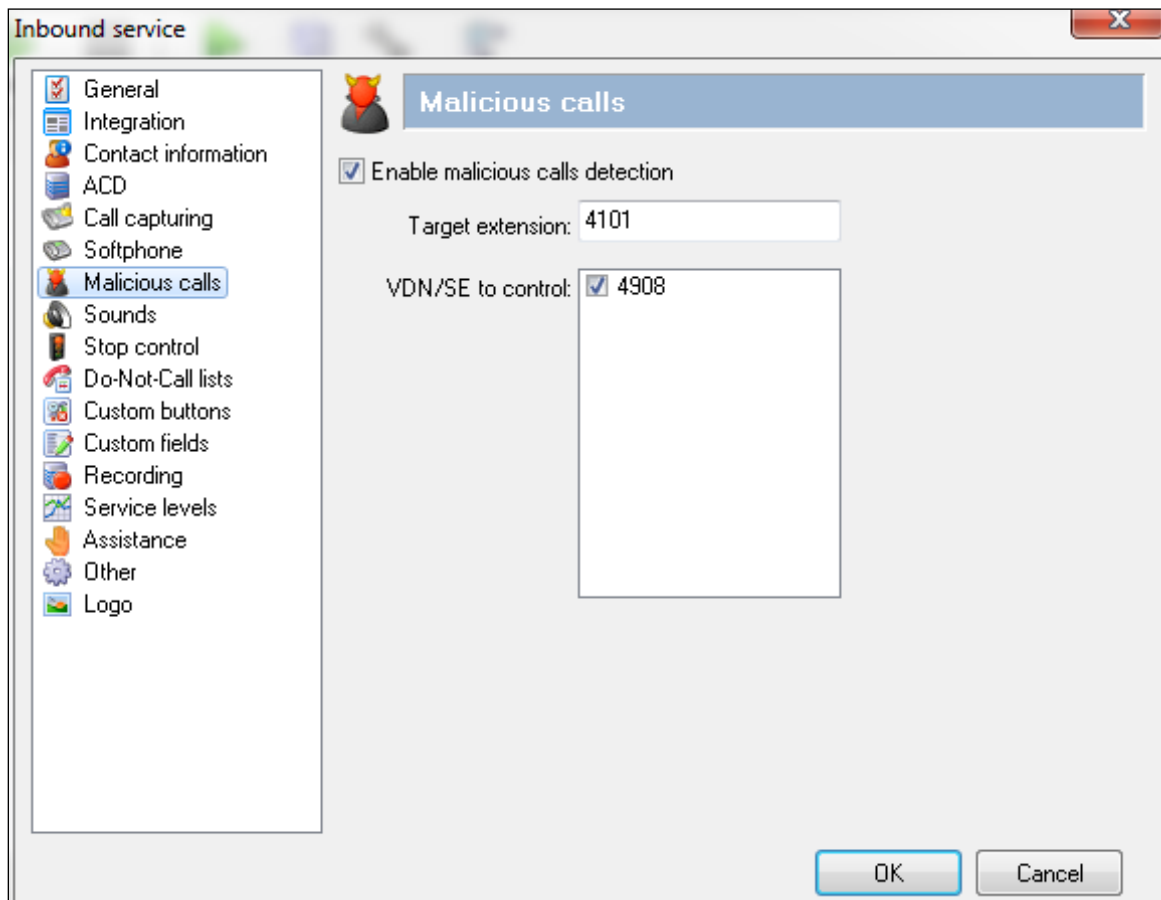 Inbound service
General
Integration
Contact information
ACD
Call capturing
Softphone
Malicious calls
Sounds
Stop control
Do-Not-Call lists
Custom buttons
Custom fields
Recording
Service levels
Assistance
Other
Logo
Malicious calls
Enable malicious calls detection
Target extension: 4101
VDN/SE to control: 4908
OK Cancel